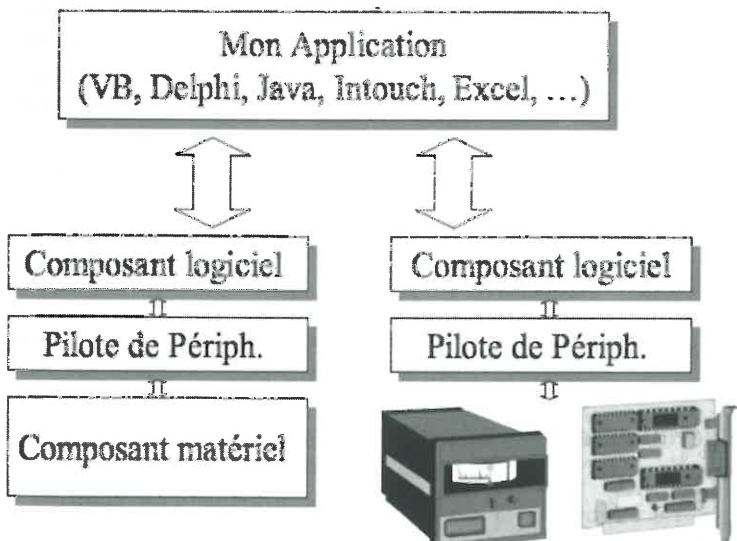 Mon Application
(VB, Delphi, Java, Intouch, Excel, ...)
Composant logiciel
Composant logiciel
Pilote de Périph.
Pilote de Périph.
Composant matériel